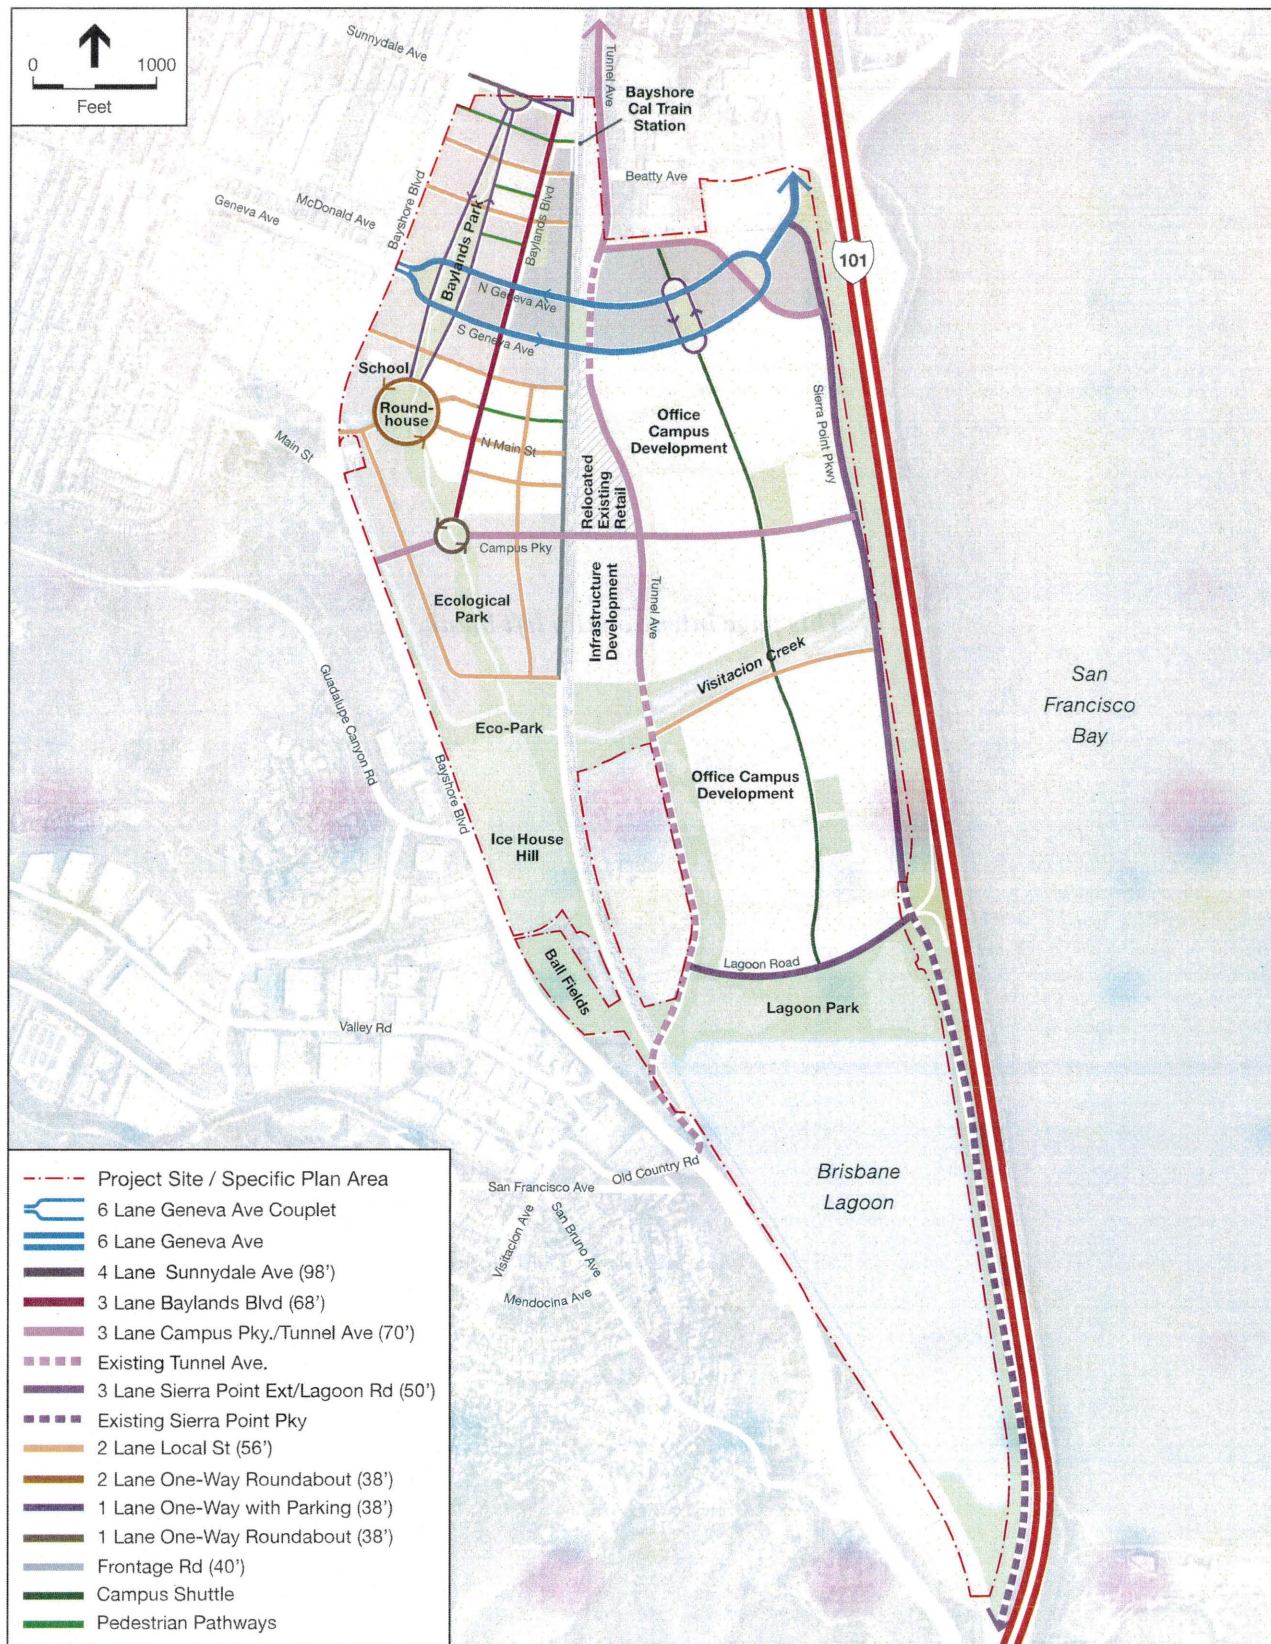 0 1000
Feet
Sunnydale Ave
Tunnel Ave
Bayshore
Cal Train
Station
Beatty Ave
Bayshore Blvd
McDonald Ave
Geneva Ave
Baylands Park
Baylands Blvd
101
N Geneva Ave
S Geneva Ave
School
Round-
house
Main St
N Main St
Office
Campus
Development
Sierra Point Pkwy
Relocated
Existing
Retail
Campus Pky
Infrastructure
Development
Tunnel Ave
Ecological
Park
Visitacion Creek
San
Francisco
Bay
Guadalupe Canyon Rd
Eco-Park
Bayshore Blvd
Office Campus
Development
Ice House
Hill
Ball Fields
Lagoon Road
Lagoon Park
Valley Rd
Old Country Rd
San Francisco Ave
Visitacion Ave
San Bruno Ave
Mendocina Ave
Brisbane
Lagoon
Project Site / Specific Plan Area
6 Lane Geneva Ave Couplet
6 Lane Geneva Ave
4 Lane Sunnydale Ave (98')
3 Lane Baylands Blvd (68')
3 Lane Campus Pky./Tunnel Ave (70')
Existing Tunnel Ave.
3 Lane Sierra Point Ext/Lagoon Rd (50')
Existing Sierra Point Pky
2 Lane Local St (56')
2 Lane One-Way Roundabout (38')
1 Lane One-Way with Parking (38')
1 Lane One-Way Roundabout (38')
Frontage Rd (40')
Campus Shuttle
Pedestrian Pathways